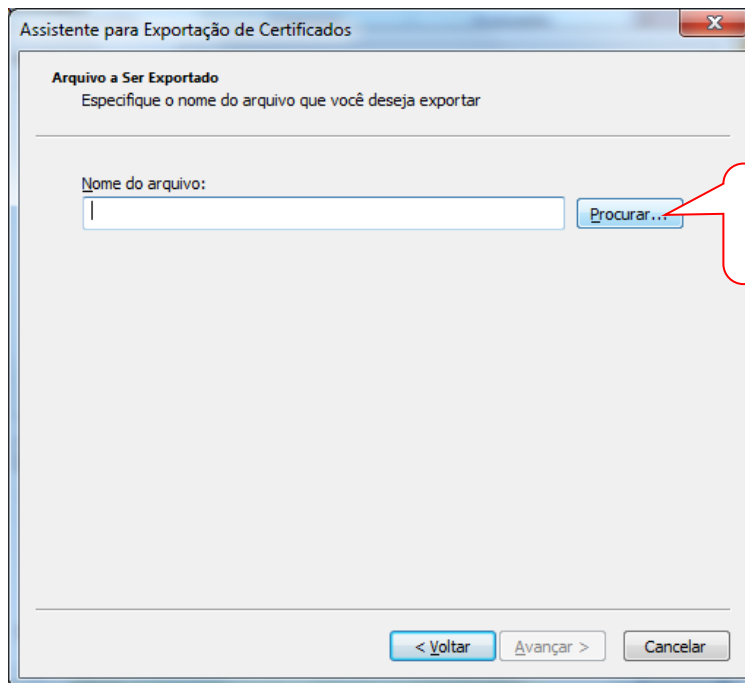 Assistente para Exportação de Certificados
Arquivo a Ser Exportado
Especifique o nome do arquivo que você deseja exportar
Nome do arquivo:
Procurar...
< Voltar
Avançar >
Cancelar